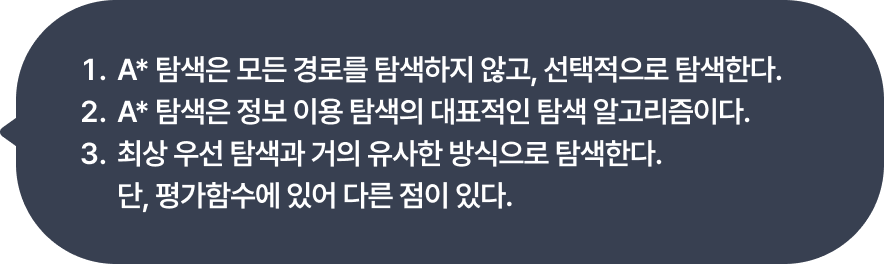 1. A* 탐색은 모든 경로를 탐색하지 않고, 선택적으로 탐색한다.
2. A* 탐색은 정보 이용 탐색의 대표적인 탐색 알고리즘이다.
3. 최상 우선 탐색과 거의 유사한 방식으로 탐색한다.
단, 평가함수에 있어 다른 점이 있다.